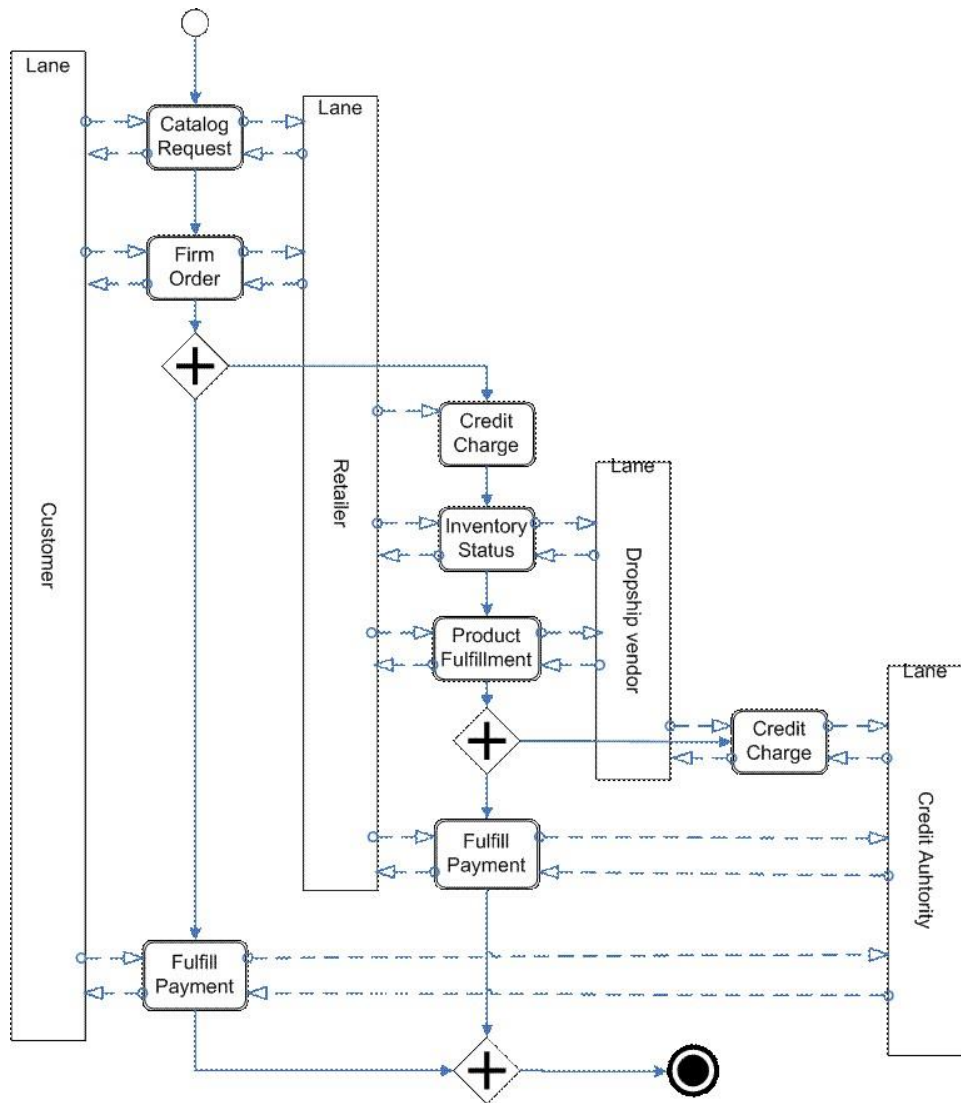 Lane
Customer
Catalog
Request
Lane
Retailer
Firm
Order
Credit
Charge
Inventory
Status
Lane
Dropship vendor
Product
Fulfillment
Lane
Credit Auhtority
Credit
Charge
Fulfill
Payment
Fulfill
Payment